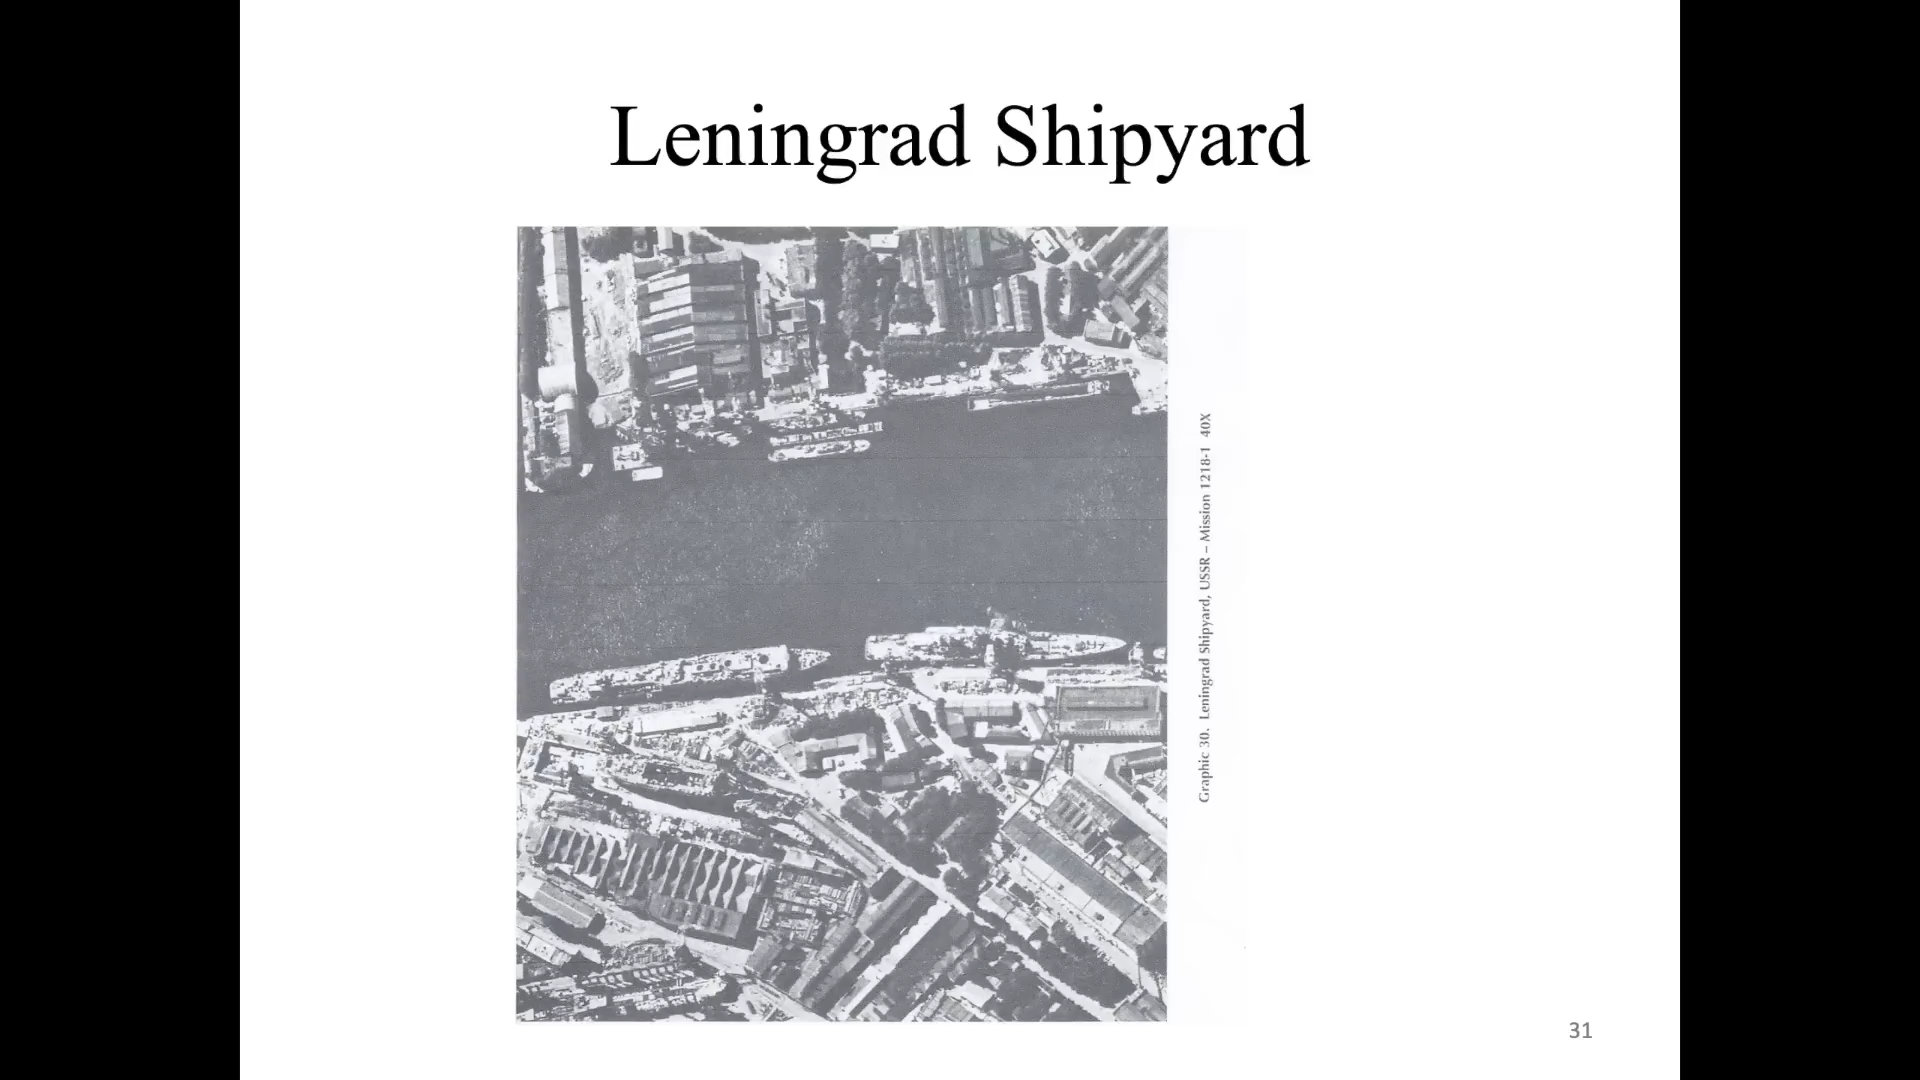 Leningrad Shipyard
Graphic 30. Leningrad Shipyard, USSR – Mission 1218-1 40X
31